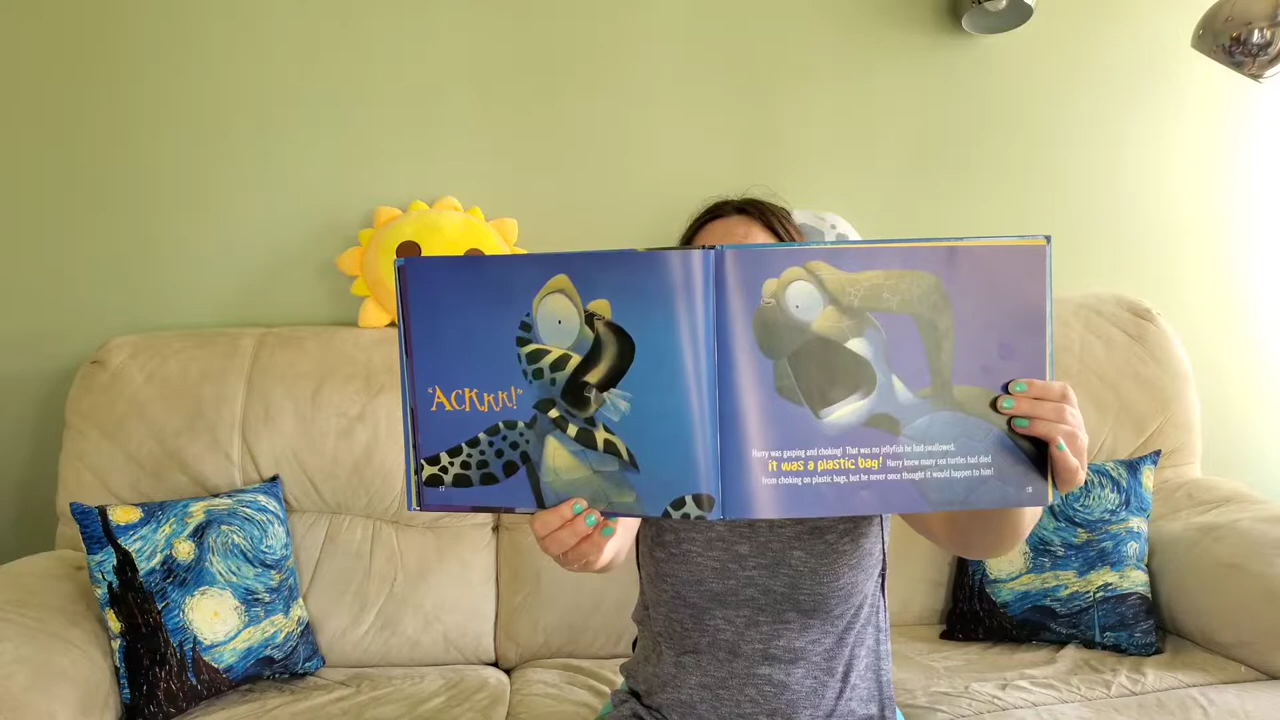 "ACKKK!"
17
Harry was gasping and choking! That was no jellyfish he had swallowed.
it was a plastic bag! Harry knew many sea turtles had died
from choking on plastic bags, but he never once thought it would happen to him!
18